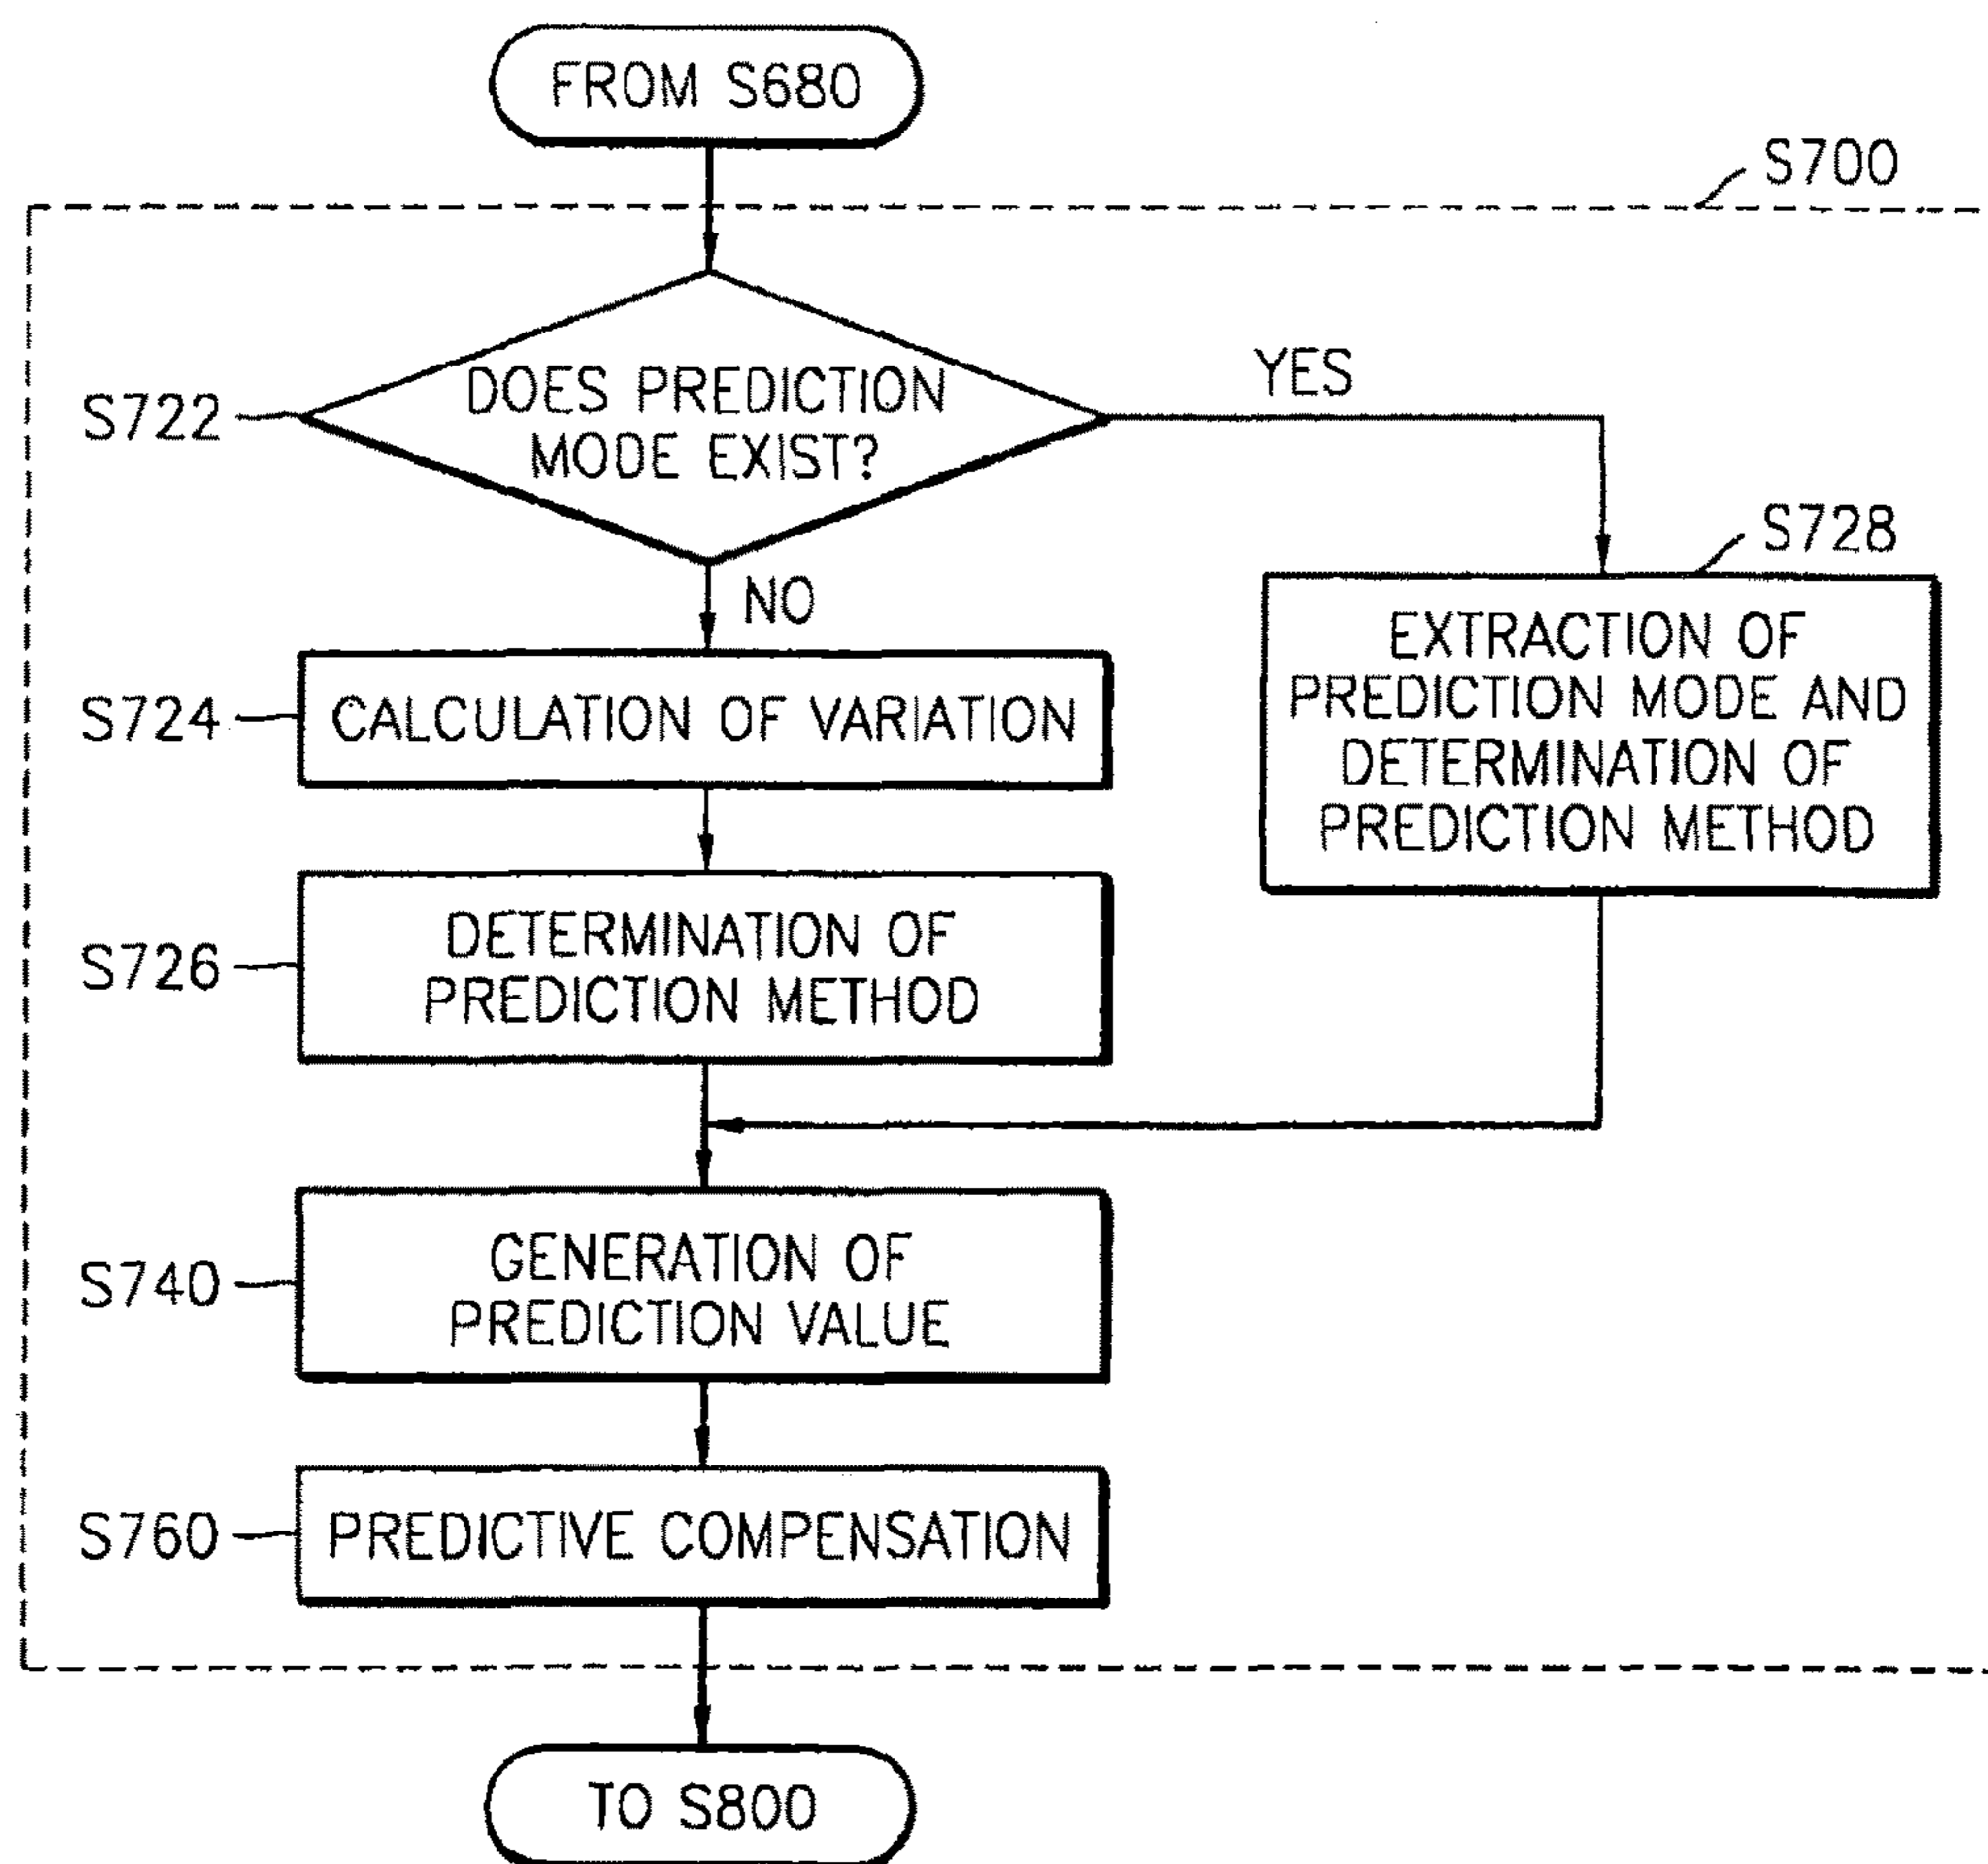 FROM S680
S700
DOES PREDICTION
MODE EXIST?
S722
YES
NO
S728
EXTRACTION OF
PREDICTION MODE AND
DETERMINATION OF
PREDICTION METHOD
S724
CALCULATION OF VARIATION
S726
DETERMINATION OF
PREDICTION METHOD
S740
GENERATION OF
PREDICTION VALUE
S760
PREDICTIVE COMPENSATION
TO S800